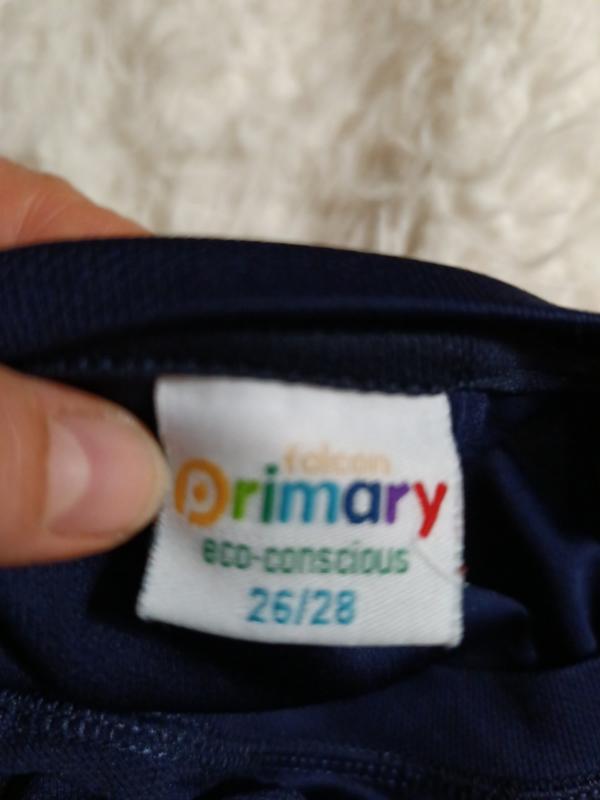 falcon
Primary
eco-conscious
26/28